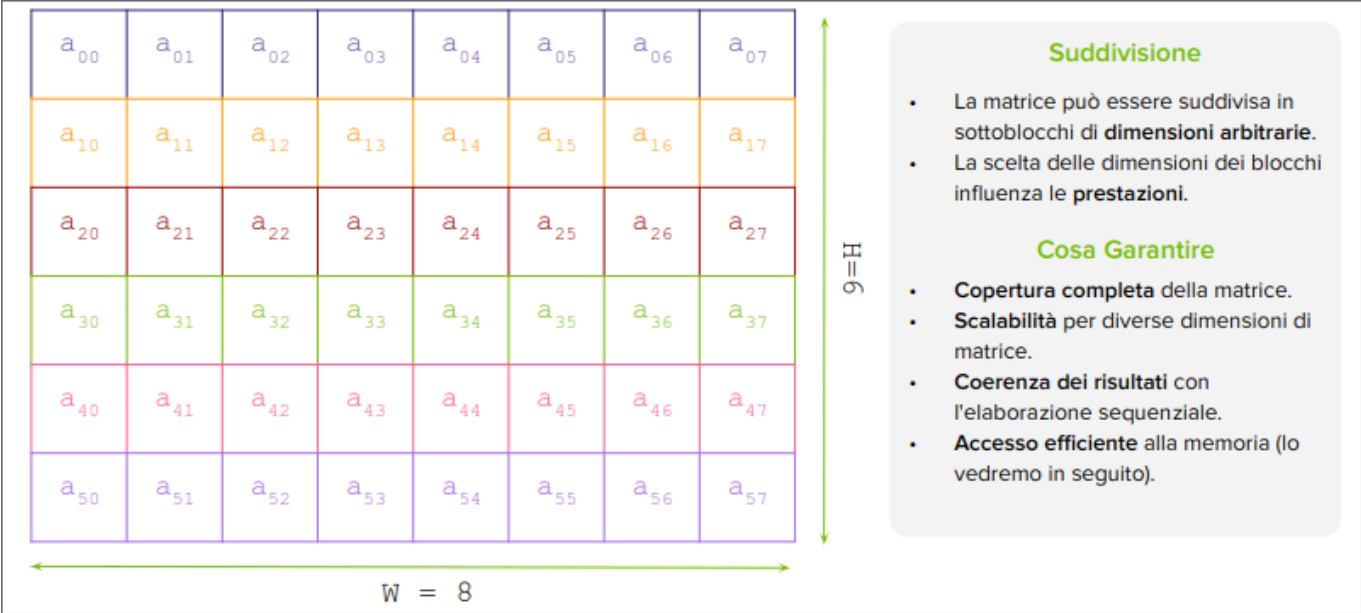 a00 a01 a02 a03 a04 a05 a06 a07
a10 a11 a12 a13 a14 a15 a16 a17
a20 a21 a22 a23 a24 a25 a26 a27
a30 a31 a32 a33 a34 a35 a36 a37
a40 a41 a42 a43 a44 a45 a46 a47
a50 a51 a52 a53 a54 a55 a56 a57
W = 8
H=6
Suddivisione
• La matrice può essere suddivisa in
sottoblocchi di dimensioni arbitrarie.
• La scelta delle dimensioni dei blocchi
influenza le prestazioni.
Cosa Garantire
• Copertura completa della matrice.
• Scalabilità per diverse dimensioni di
matrice.
• Coerenza dei risultati con
l'elaborazione sequenziale.
• Accesso efficiente alla memoria (lo
vedremo in seguito).